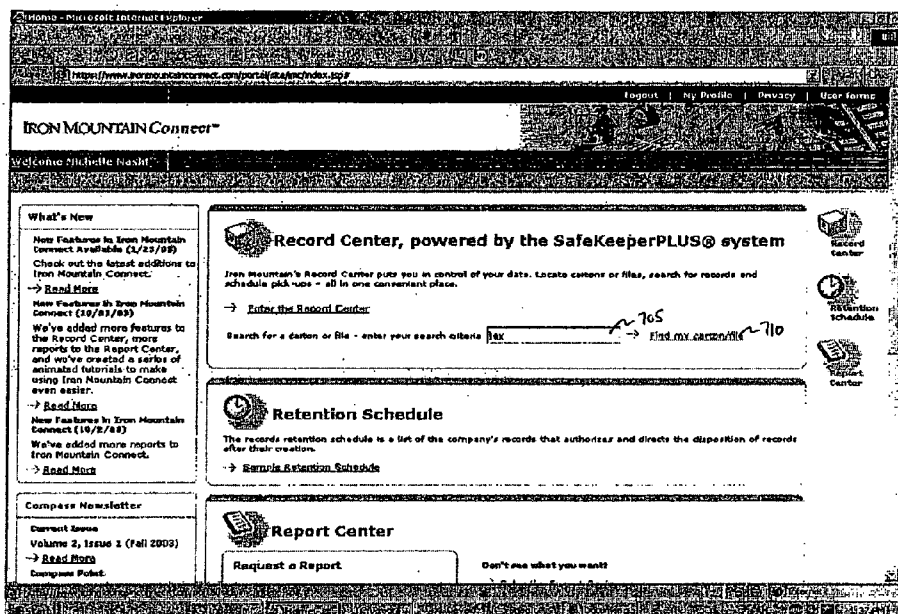 Home - Microsoft Internet Explorer
https://www.ironmountainconnect.com/portal/site/imc/index.jsp#
Logout | My Profile | Privacy | User forms
IRON MOUNTAIN Connect™
Welcome Michelle Nasht
What's New
New Features in Iron Mountain
Connect Available
Check out the latest additions to
Iron Mountain Connect.
→ Read More
New Features in Iron Mountain
Connect
We've added more features to
the Record Center, more
reports to the Report Center,
and we've created a series of
animated tutorials to make
using Iron Mountain Connect
even easier.
→ Read More
New Features in Iron Mountain
Connect
We've added more reports to
Iron Mountain Connect.
→ Read More
Compass Newsletter
Current Issue
Volume 2, Issue 1 (Fall 2003)
→ Read More
Compass Point
Record Center, powered by the SafeKeeperPLUS® system
Iron Mountain's Record Center puts you in control of your data. Locate cartons or files, search for records and
schedule pick-ups - all in one convenient place.
→ Enter the Record Center
705
Search for a carton or file - enter your search criteria tax → Find my carton/file 710
Retention Schedule
The records retention schedule is a list of the company's records that authorizes and directs the disposition of records
after their creation.
→ Sample Retention Schedule
Report Center
Request a Report
Don't see what you want?
Record
Center
Retention
Schedule
Report
Center